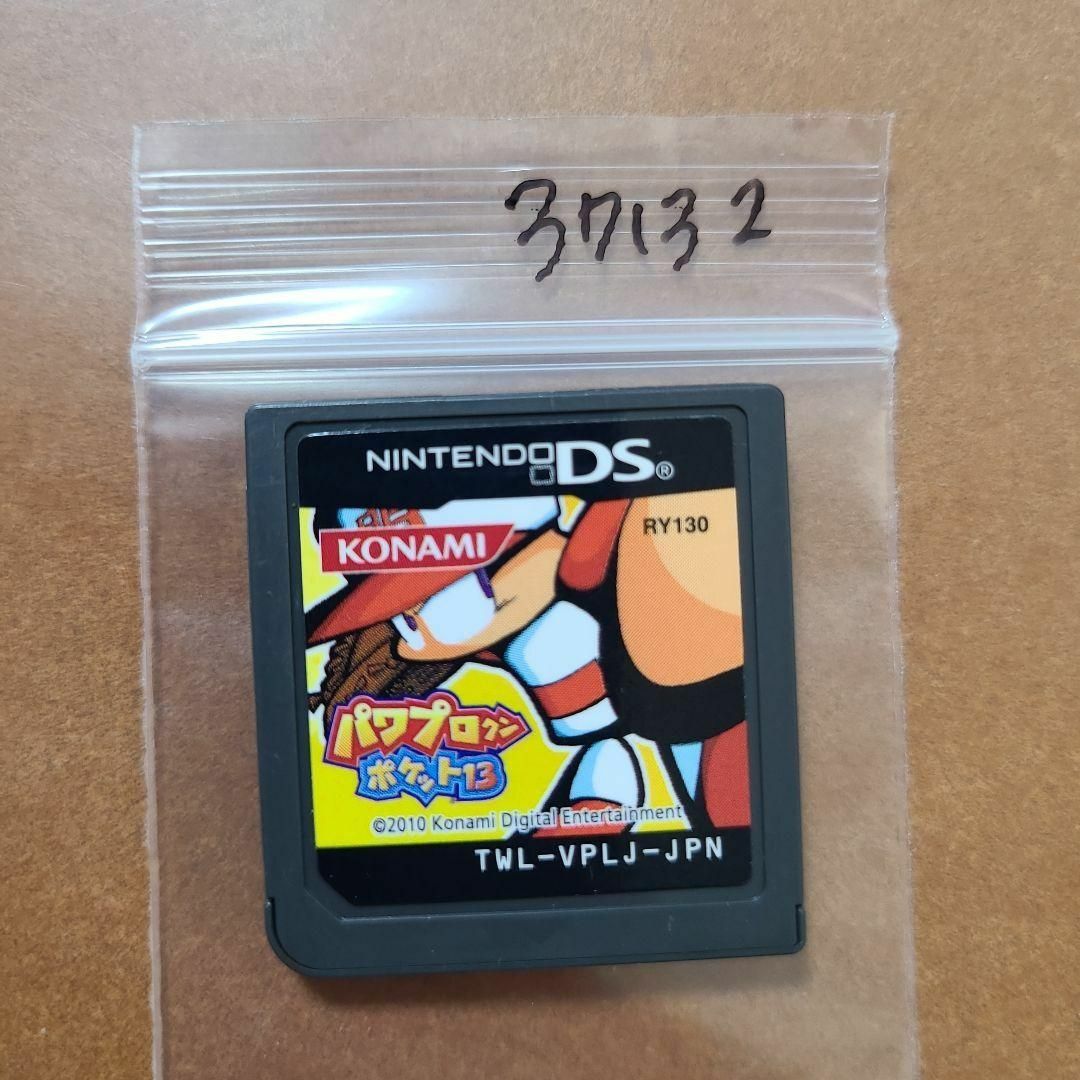 37132
NINTENDO DS®
RY130
KONAMI
パワプロクン
ポケット13
©2010 Konami Digital Entertainment
TWL-VPLJ-JPN